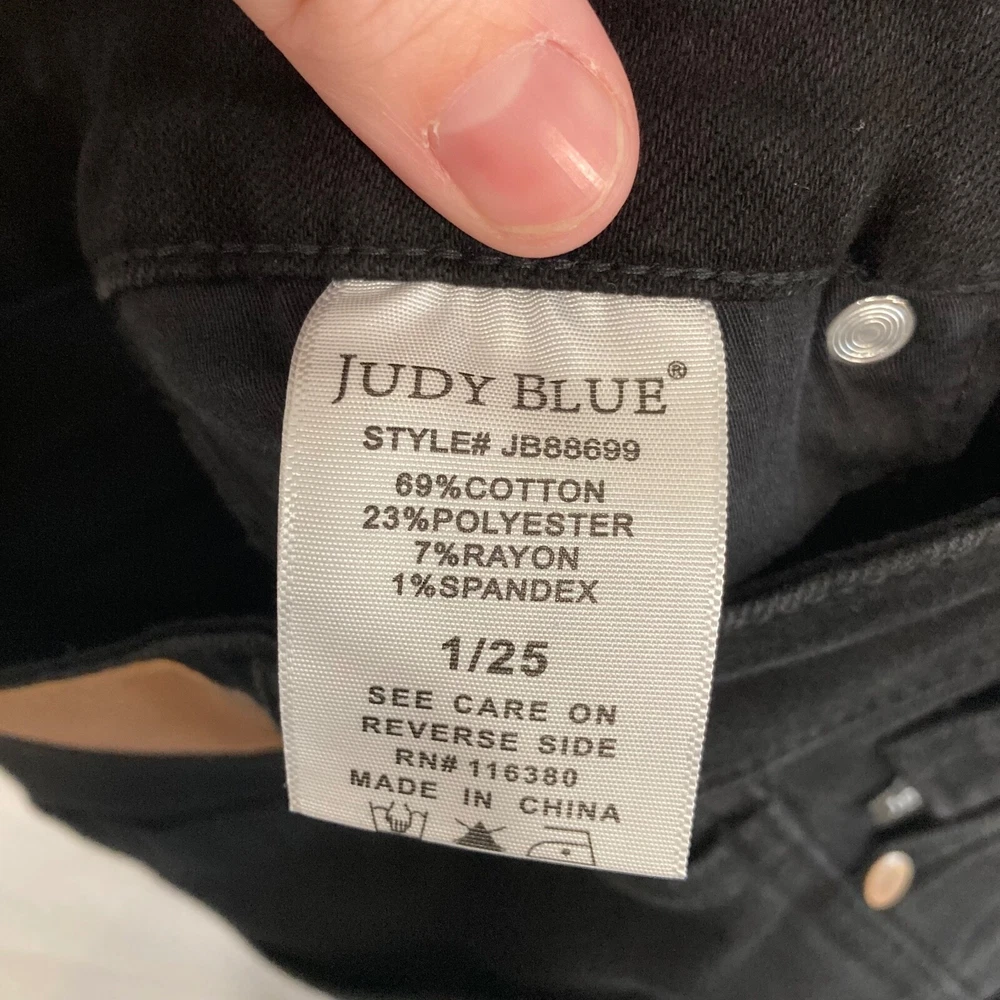 JUDY BLUE®
STYLE# JB88699
69%COTTON
23%POLYESTER
7%RAYON
1%SPANDEX
1/25
SEE CARE ON
REVERSE SIDE
RN# 116380
MADE IN CHINA